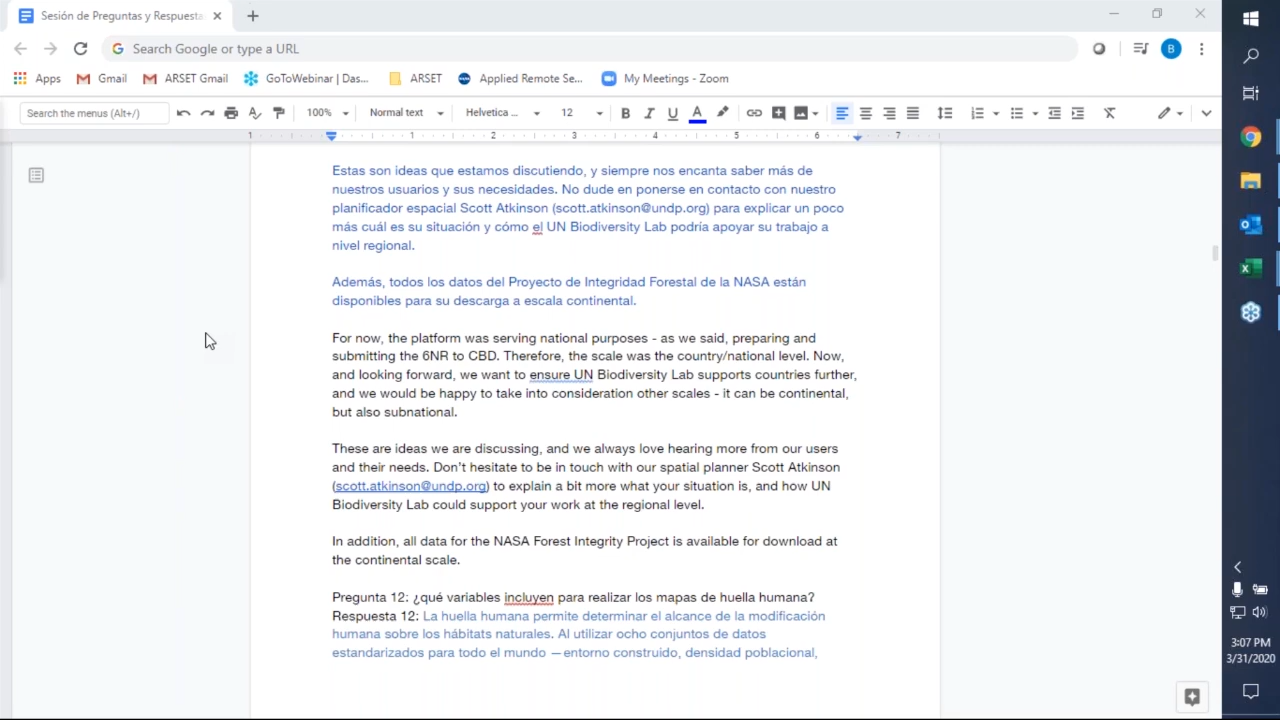 Sesión de Preguntas y Respuesta
Search Google or type a URL
B
Apps
Gmail
ARSET Gmail
GoToWebinar | Das...
ARSET
Applied Remote Se...
My Meetings - Zoom
Search the menus (Alt+/)
100%
Normal text
Helvetica ...
12
B I U A
1 1 2 3 4 5 6 7
Estas son ideas que estamos discutiendo, y siempre nos encanta saber más de
nuestros usuarios y sus necesidades. No dude en ponerse en contacto con nuestro
planificador espacial Scott Atkinson (scott.atkinson@undp.org) para explicar un poco
más cuál es su situación y cómo el UN Biodiversity Lab podría apoyar su trabajo a
nivel regional.
Además, todos los datos del Proyecto de Integridad Forestal de la NASA están
disponibles para su descarga a escala continental.
For now, the platform was serving national purposes - as we said, preparing and
submitting the 6NR to CBD. Therefore, the scale was the country/national level. Now,
and looking forward, we want to ensure UN Biodiversity Lab supports countries further,
and we would be happy to take into consideration other scales - it can be continental,
but also subnational.
These are ideas we are discussing, and we always love hearing more from our users
and their needs. Don't hesitate to be in touch with our spatial planner Scott Atkinson
(scott.atkinson@undp.org) to explain a bit more what your situation is, and how UN
Biodiversity Lab could support your work at the regional level.
In addition, all data for the NASA Forest Integrity Project is available for download at
the continental scale.
Pregunta 12: ¿qué variables incluyen para realizar los mapas de huella humana?
Respuesta 12: La huella humana permite determinar el alcance de la modificación
humana sobre los hábitats naturales. Al utilizar ocho conjuntos de datos
estandarizados para todo el mundo —entorno construido, densidad poblacional,
3:07 PM
3/31/2020